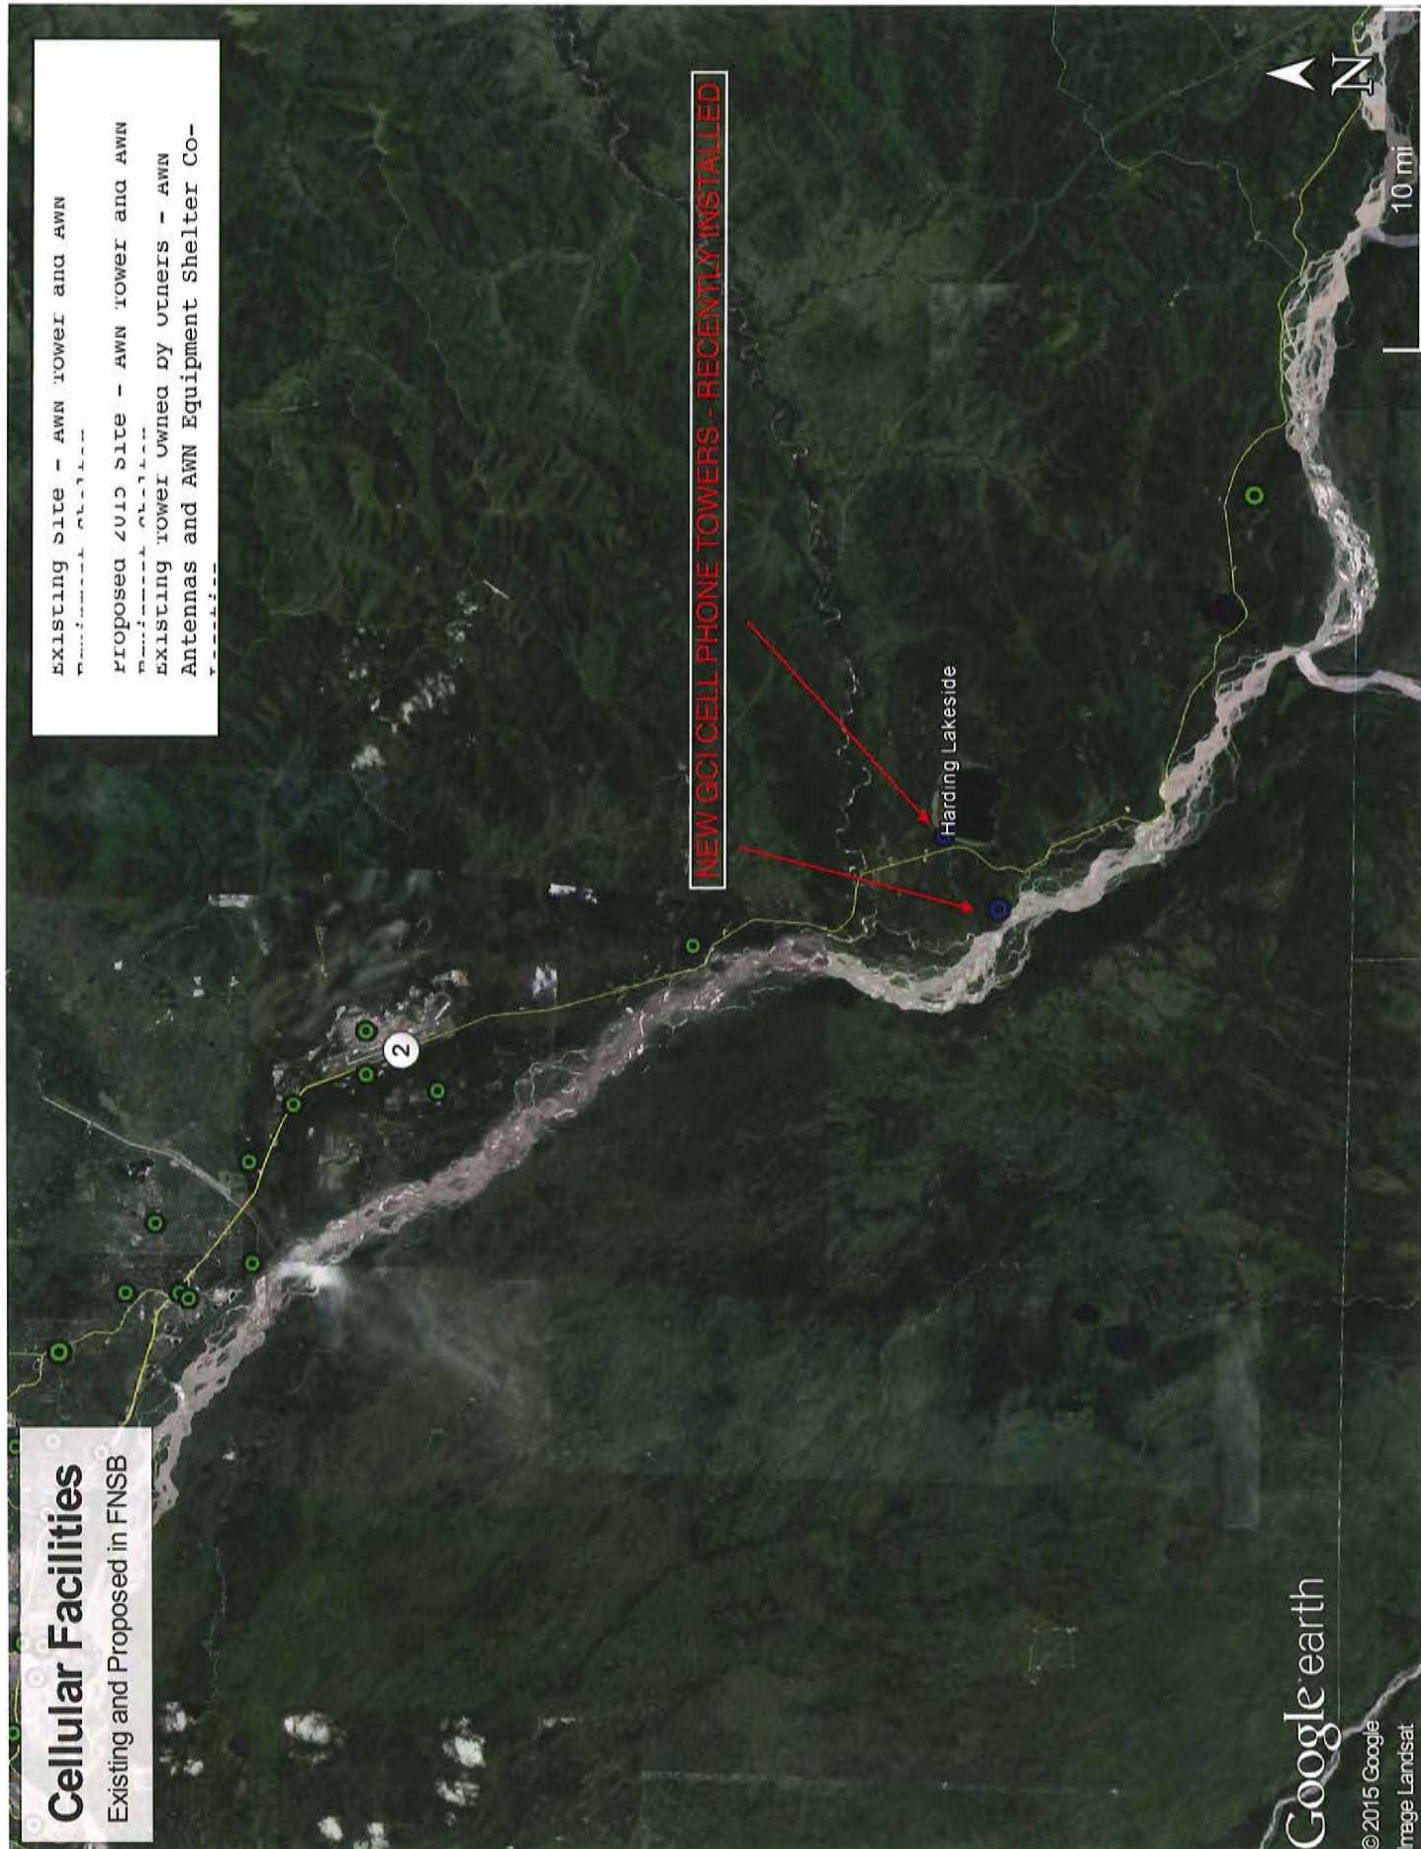 Cellular Facilities
Existing and Proposed in FNSB
Existing Site - AWN Tower and AWN
Proposed 2015 Site - AWN Tower and AWN
Existing Tower Owned by Others - AWN
Antennas and AWN Equipment Shelter Co-
NEW GCI CELL PHONE TOWERS - RECENTLY INSTALLED
2
Harding Lakeside
Google earth
© 2015 Google
Image Landsat
N
10 mi